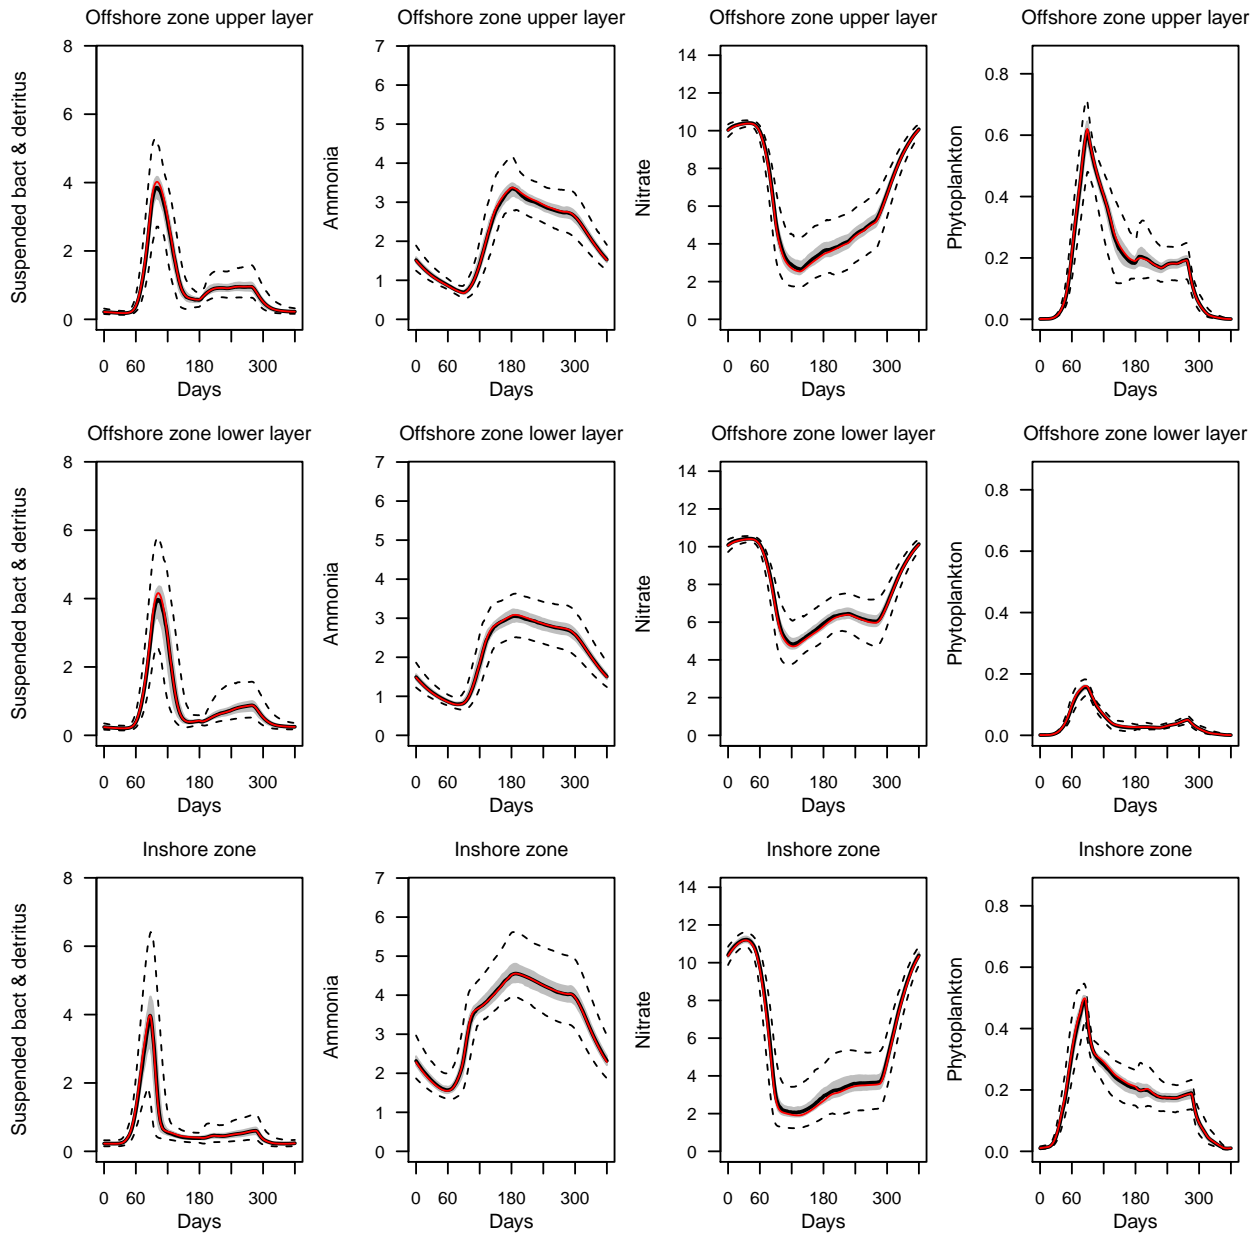 Offshore zone upper layer
Suspended bact & detritus
8
6
4
2
0
0 60 180 300
Days
Offshore zone upper layer
Ammonia
7
6
5
4
3
2
1
0
0 60 180 300
Days
Offshore zone upper layer
Nitrate
14
12
10
8
6
4
2
0
0 60 180 300
Days
Offshore zone upper layer
Phytoplankton
0.8
0.6
0.4
0.2
0.0
0 60 180 300
Days
Offshore zone lower layer
Suspended bact & detritus
8
6
4
2
0
0 60 180 300
Days
Offshore zone lower layer
Ammonia
7
6
5
4
3
2
1
0
0 60 180 300
Days
Offshore zone lower layer
Nitrate
14
12
10
8
6
4
2
0
0 60 180 300
Days
Offshore zone lower layer
Phytoplankton
0.8
0.6
0.4
0.2
0.0
0 60 180 300
Days
Inshore zone
Suspended bact & detritus
8
6
4
2
0
0 60 180 300
Days
Inshore zone
Ammonia
7
6
5
4
3
2
1
0
0 60 180 300
Days
Inshore zone
Nitrate
14
12
10
8
6
4
2
0
0 60 180 300
Days
Inshore zone
Phytoplankton
0.8
0.6
0.4
0.2
0.0
0 60 180 300
Days